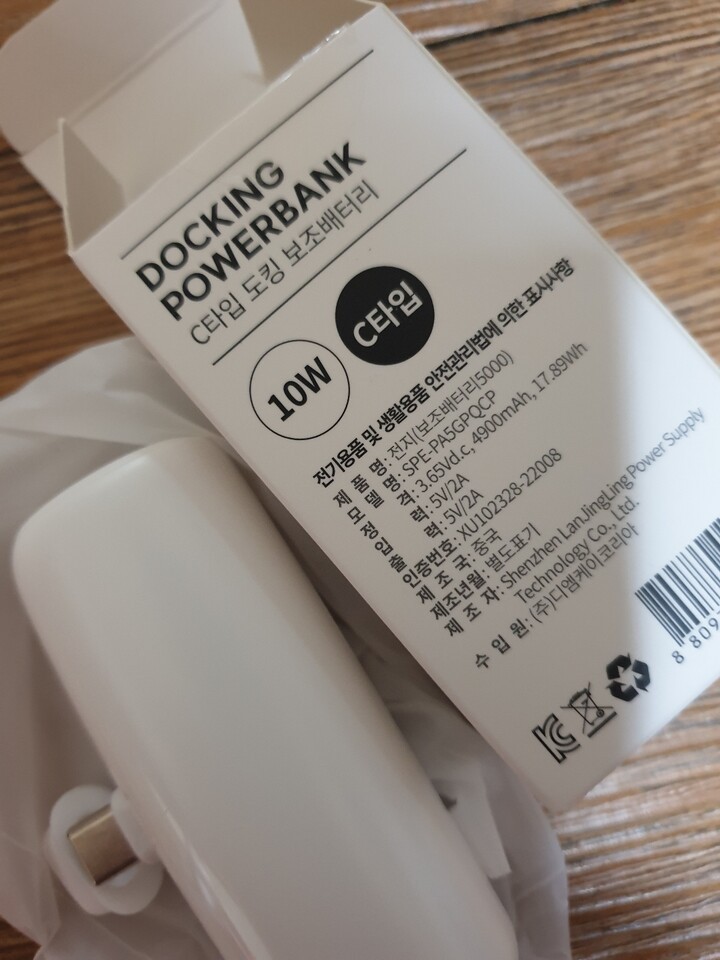 DOCKING
POWERBANK
C타입 도킹 보조배터리
10W
C타입
전기용품 및 생활용품 안전관리법에 의한 표시사항
제 품 명: 전지(보조배터리5000)
모 델 명: SPE-PA5GPQCP
정 격: 3.65Vd.c, 4900mAh, 17.89Wh
입 력: 5V/2A
출 력: 5V/2A
인증번호: XU102328-22008
제 조 국: 중국
제조년월: 별도표기
제 조 자: Shenzhen LanJingLing Power Supply
Technology Co., Ltd.
수 입 원: (주)디엠케이코리아
8 809